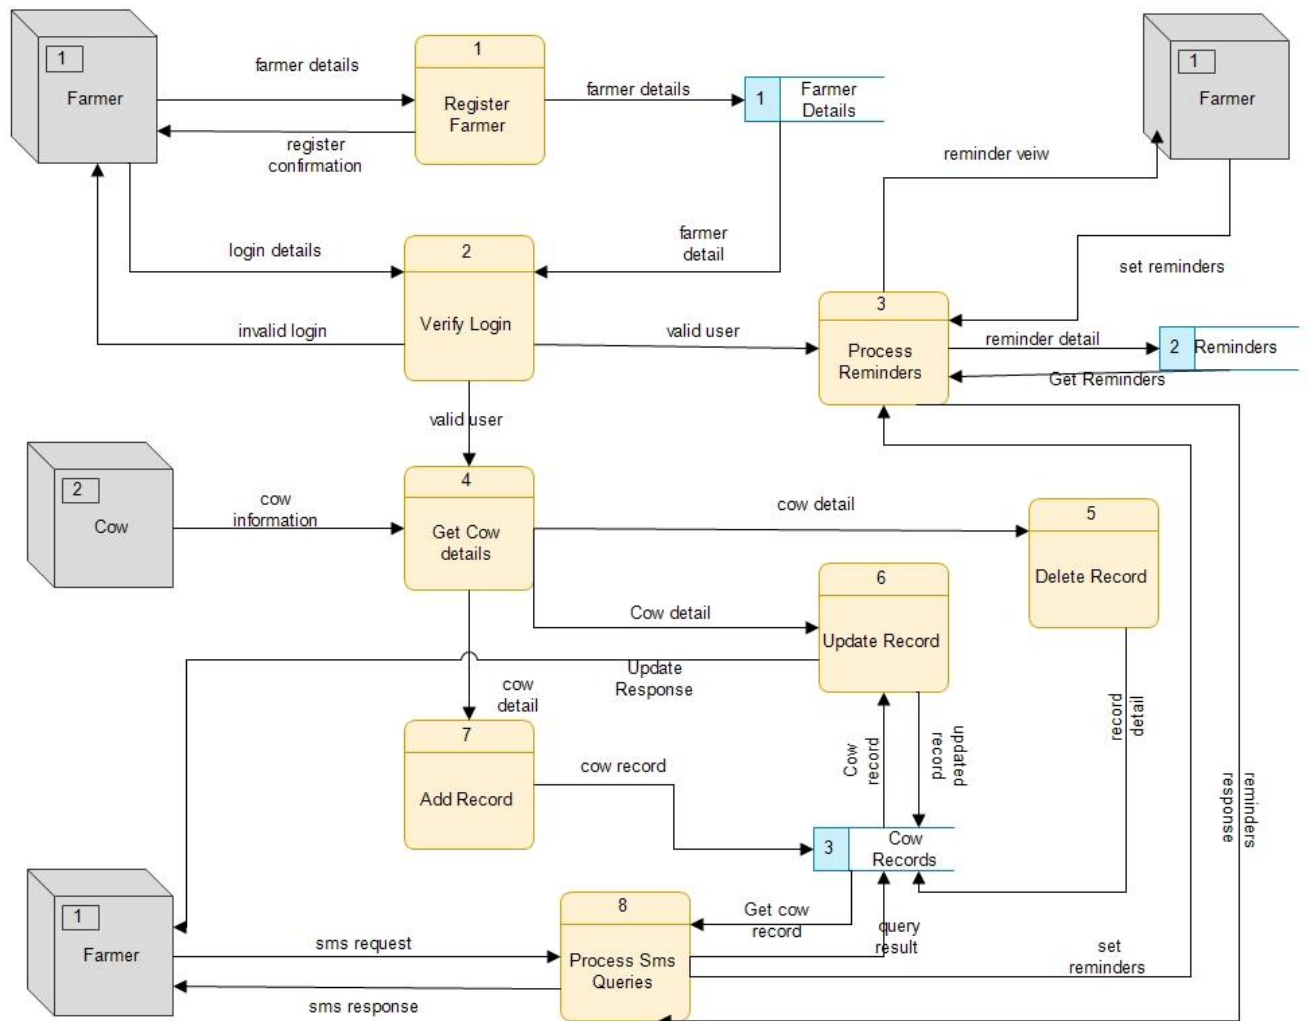 1
Farmer
farmer details
register
confirmation
1
Register
Farmer
farmer details
1
Farmer
Details
1
Farmer
reminder veiw
set reminders
login details
invalid login
2
Verify Login
farmer
detail
valid user
valid user
3
Process
Reminders
reminder detail
Get Reminders
2
Reminders
2
Cow
cow
information
4
Get Cow
details
cow detail
5
Delete Record
Cow detail
6
Update Record
Update
Response
cow
detail
7
Add Record
cow record
Cow
record
updated
record
record
detail
reminders
response
3
Cow
Records
1
Farmer
sms request
sms response
8
Process Sms
Queries
Get cow
record
query
result
set
reminders